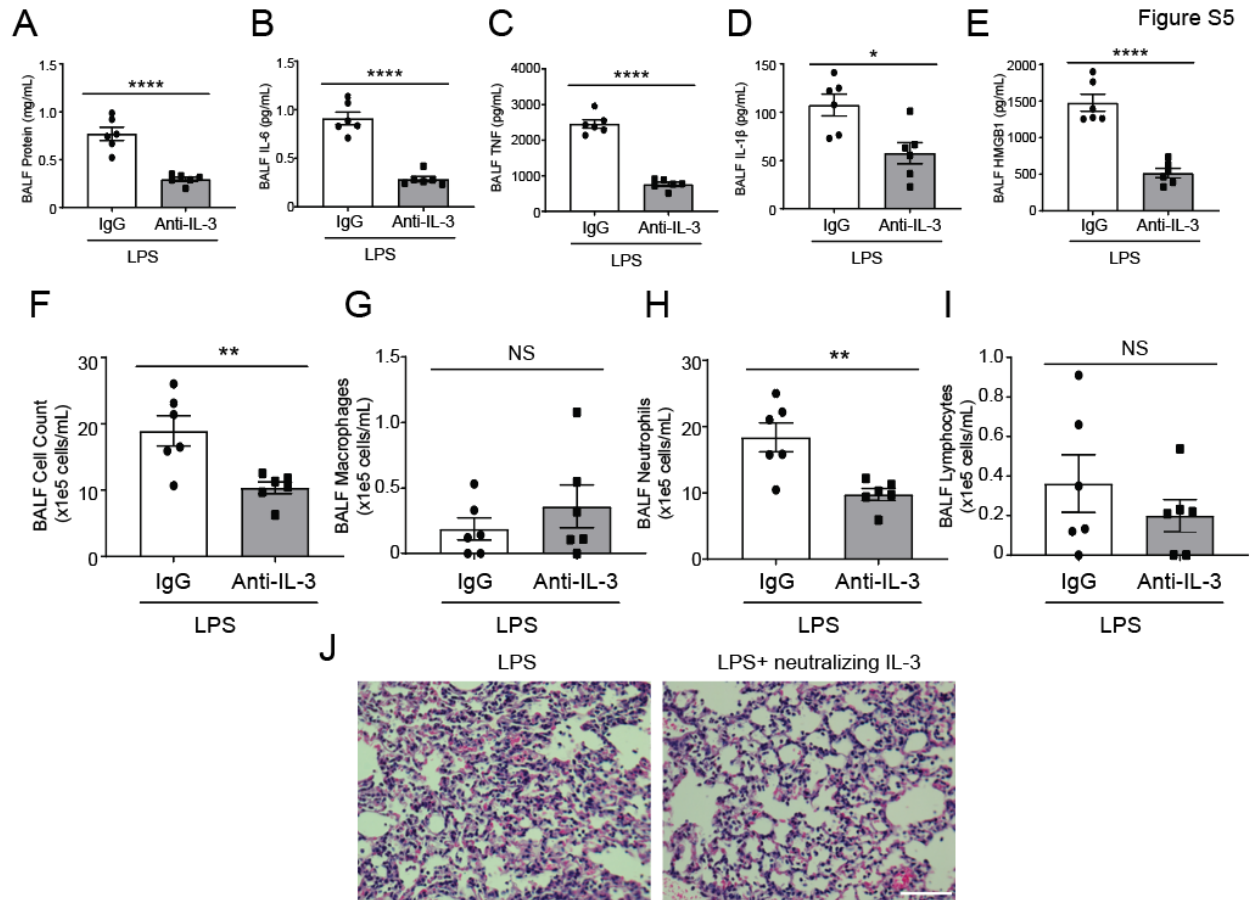 Figure S5
A
BALF Protein (mg/mL)
1.5
1.0
0.5
0.0
****
IgG
Anti-IL-3
LPS
B
BALF IL-6 (pg/mL)
1.5
1.0
0.5
0.0
****
IgG
Anti-IL-3
LPS
C
BALF TNF (pg/mL)
4000
3000
2000
1000
0
****
IgG
Anti-IL-3
LPS
D
BALF IL-1β (pg/mL)
150
100
50
0
*
IgG
Anti-IL-3
LPS
E
BALF HMGB1 (pg/mL)
2000
1500
1000
500
0
****
IgG
Anti-IL-3
LPS
F
BALF Cell Count
(x1e5 cells/mL)
30
20
10
0
**
IgG
Anti-IL-3
LPS
G
BALF Macrophages
(x1e5 cells/mL)
1.5
1.0
0.5
0.0
NS
IgG
Anti-IL-3
LPS
H
BALF Neutrophils
(x1e5 cells/mL)
30
20
10
0
**
IgG
Anti-IL-3
LPS
I
BALF Lymphocytes
(x1e5 cells/mL)
1.0
0.8
0.6
0.4
0.2
0.0
NS
IgG
Anti-IL-3
LPS
J
LPS
LPS+ neutralizing IL-3